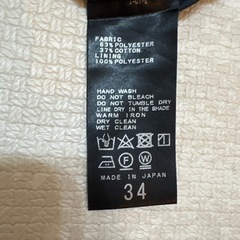 FABRIC
63% POLYESTER
37% COTTON
LINING
100% POLYESTER
HAND WASH
DO NOT BLEACH
DO NOT TUMBLE DRY
LINE DRY IN THE SHADE
WARM IRON
DRY CLEAN
WET CLEAN
MADE IN JAPAN
34